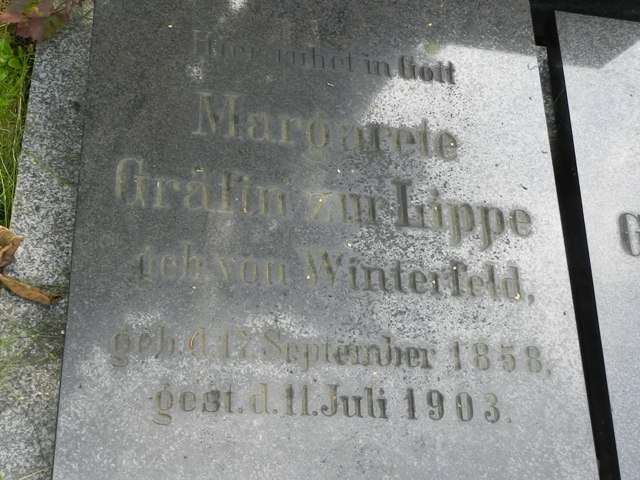 Hier ruhet in Gott
Margarete
Gräfin zur Lippe
geb. von Winterfeld,
geb. d. 17. September 1858,
gest. d. 11. Juli 1903.
G